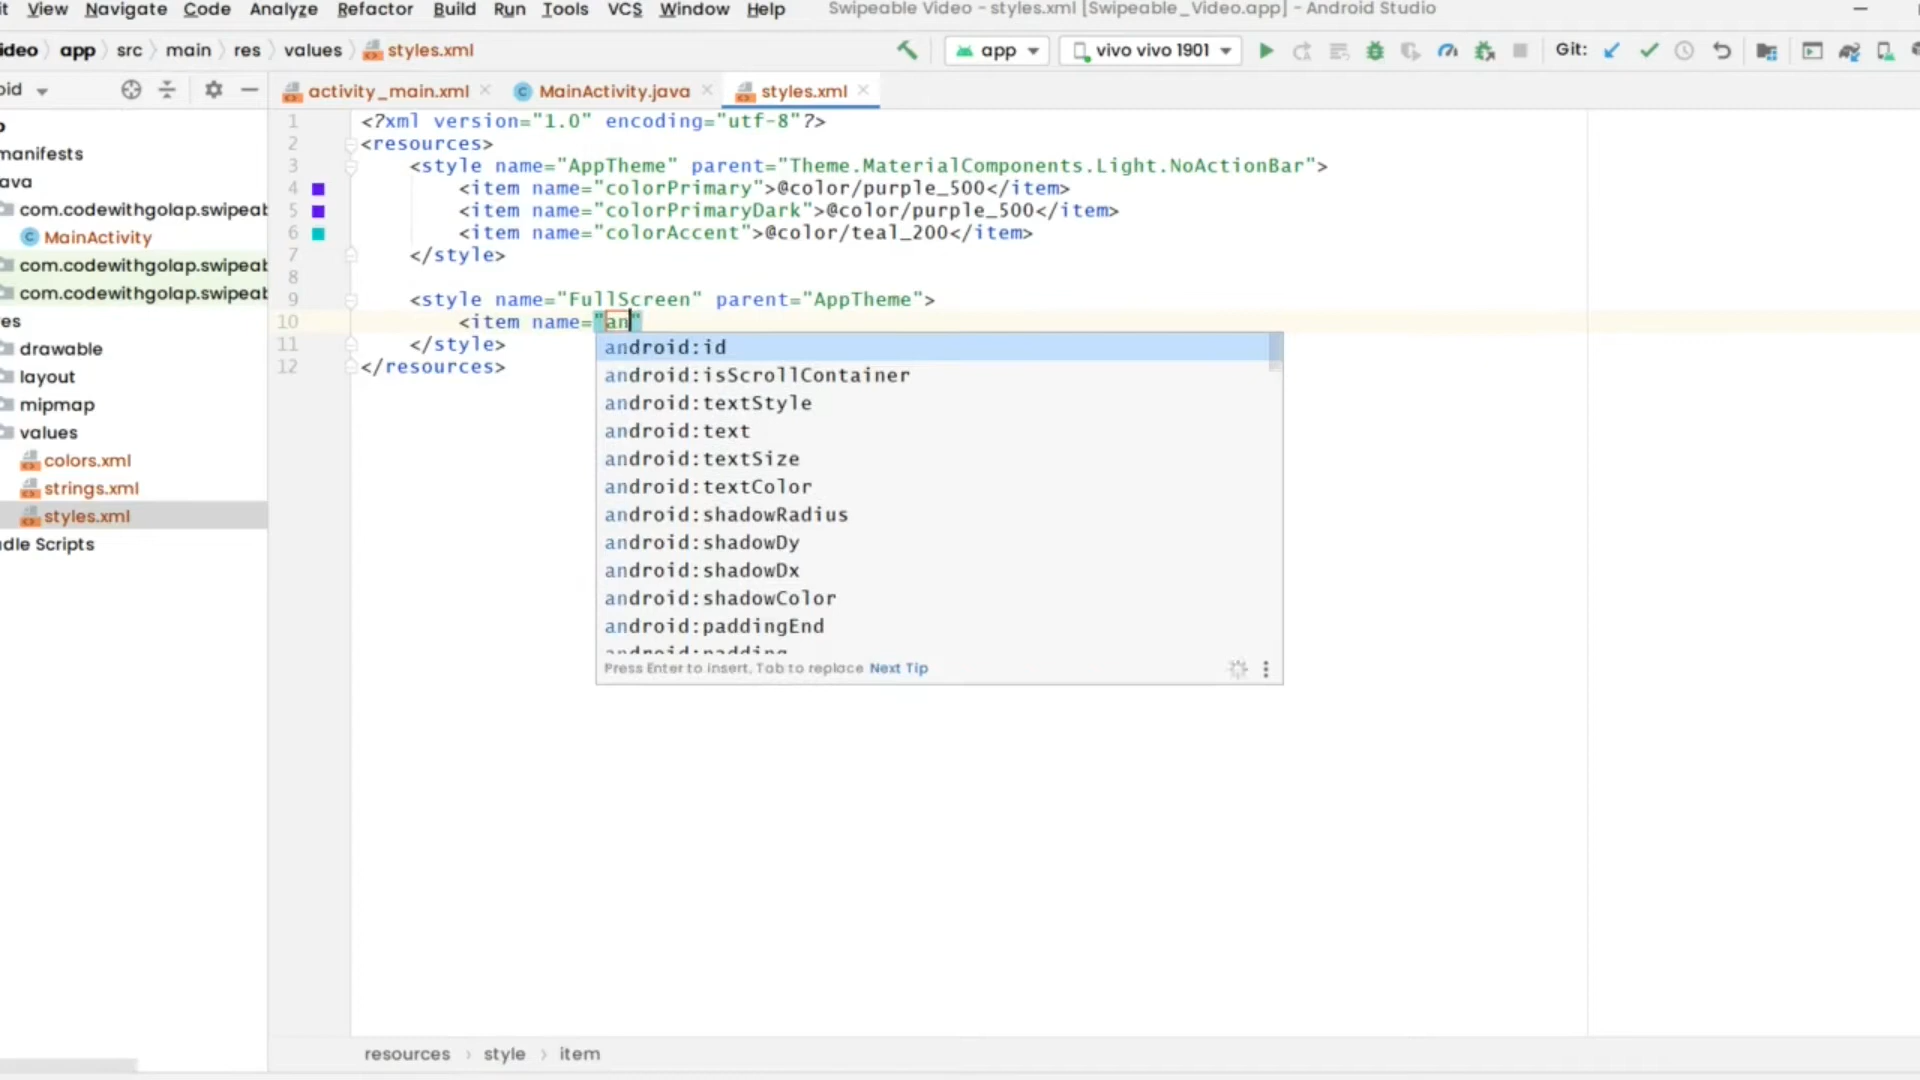 it View Navigate Code Analyze Refactor Build Run Tools VCS Window Help Swipeable Video - styles.xml [Swipeable_Video.app] - Android Studio
ideo app src main res values styles.xml app vivo vivo 1901 Git:
oid activity_main.xml MainActivity.java styles.xml
manifests
ava
com.codewithgolap.swipeab
MainActivity
com.codewithgolap.swipeab
com.codewithgolap.swipeab
es
drawable
layout
mipmap
values
colors.xml
strings.xml
styles.xml
dle Scripts
1 <?xml version="1.0" encoding="utf-8"?>
2 <resources>
3 <style name="AppTheme" parent="Theme.MaterialComponents.Light.NoActionBar">
4 <item name="colorPrimary">@color/purple_500</item>
5 <item name="colorPrimaryDark">@color/purple_500</item>
6 <item name="colorAccent">@color/teal_200</item>
7 </style>
8
9 <style name="FullScreen" parent="AppTheme">
10 <item name="an"
11 </style>
12 </resources>
android:id
android:isScrollContainer
android:textStyle
android:text
android:textSize
android:textColor
android:shadowRadius
android:shadowDy
android:shadowDx
android:shadowColor
android:paddingEnd
android:padding
Press Enter to insert, Tab to replace Next Tip
resources style item